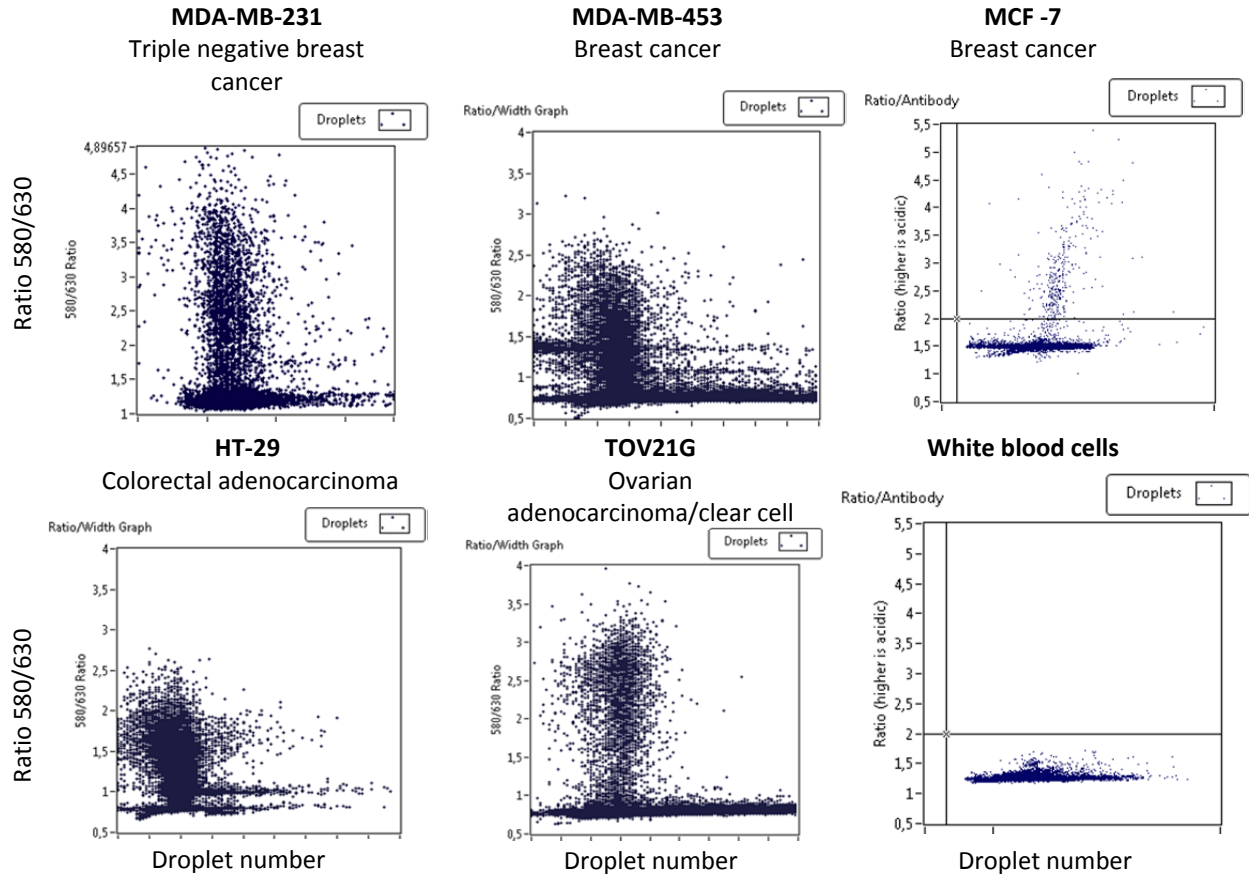 MDA-MB-231
Triple negative breast
cancer
MDA-MB-453
Breast cancer
MCF -7
Breast cancer
Droplets
Ratio/Width Graph
Droplets
Ratio/Antibody
Droplets
Ratio 580/630
580/630 Ratio
4,89657
4,5
4
3,5
3
2,5
2
1,5
1
580/630 Ratio
4
3,5
3
2,5
2
1,5
1
0,5
Ratio (higher is acidic)
5,5
5
4,5
4
3,5
3
2,5
2
1,5
1
0,5
HT-29
Colorectal adenocarcinoma
TOV21G
Ovarian
adenocarcinoma/clear cell
White blood cells
Ratio/Width Graph
Droplets
Ratio/Width Graph
Droplets
Ratio/Antibody
Droplets
Ratio 580/630
580/630 Ratio
4
3,5
3
2,5
2
1,5
1
0,5
580/630 Ratio
4
3,5
3
2,5
2
1,5
1
0,5
Ratio (higher is acidic)
5,5
5
4,5
4
3,5
3
2,5
2
1,5
1
0,5
Droplet number
Droplet number
Droplet number